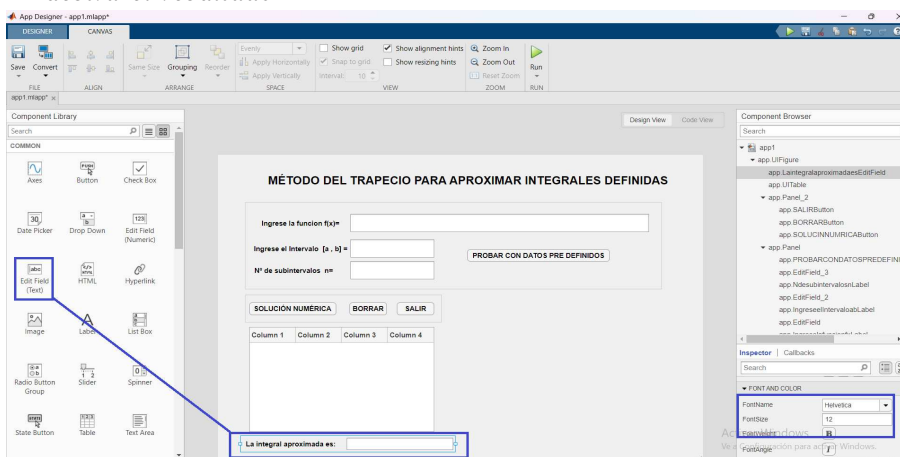 App Designer - app1.mlapp*
DESIGNER CANVAS
Save Convert Same Size Grouping Reorder
Evenly
Apply Horizontally
Apply Vertically
Show grid
Snap to grid
Interval: 10
Show alignment hints
Show resizing hints
Zoom In
Zoom Out
Reset Zoom
Run
FILE ALIGN ARRANGE SPACE VIEW ZOOM RUN
app1.mlapp* ×
Component Library
Search
COMMON
Axes Button Check Box
Date Picker Drop Down Edit Field (Numeric)
Edit Field (Text) HTML Hyperlink
Image Label List Box
Radio Button Group Slider Spinner
State Button Table Text Area
Design View Code View
MÉTODO DEL TRAPECIO PARA APROXIMAR INTEGRALES DEFINIDAS
Ingrese la funcion f(x)=
Ingrese el Intervalo [a , b] =
Nº de subintervalos n=
PROBAR CON DATOS PRE DEFINIDOS
SOLUCIÓN NUMÉRICA BORRAR SALIR
Column 1 Column 2 Column 3 Column 4
La integral aproximada es:
Component Browser
Search
app1
app.UIFigure
app.LaintegralaproximadaesEditField
app.UITable
app.Panel_2
app.SALIRButton
app.BORRARButton
app.SOLUCINNUMRICAButton
app.Panel
app.PROBARCONDATOSPREDEFINI
app.EditField_3
app.NdesubintervalosnLabel
app.EditField_2
app.IngreseelIntervaloabLabel
app.EditField
Inspector Callbacks
Search
FONT AND COLOR
FontName Helvetica
FontSize 12
FontWeight B
FontAngle I